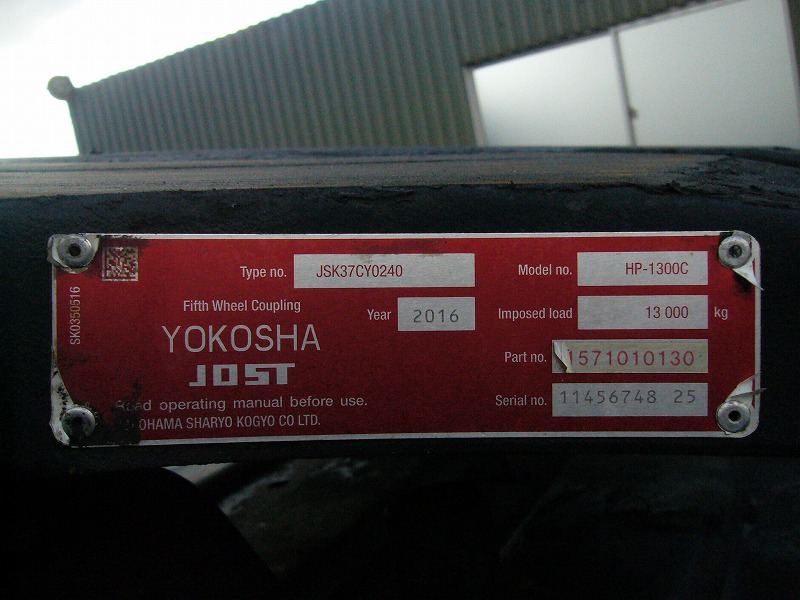 SK0350516
Type no. JSK37CY0240
Model no. HP-1300C
Fifth Wheel Coupling
Year 2016
Imposed load 13 000 kg
YOKOSHA
JOST
Part no. 1571010130
Serial no. 11456748 25
operating manual before use.
SHARYO KOGYO CO LTD.